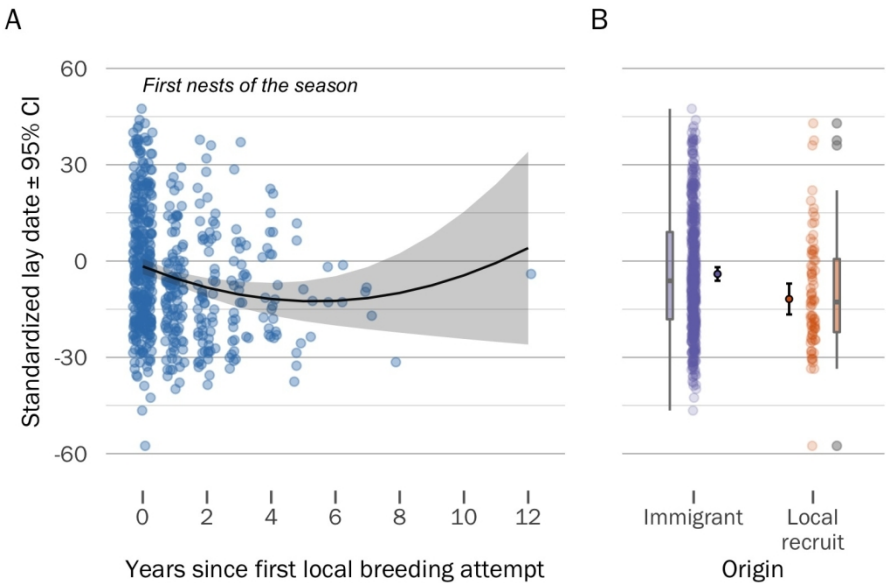 A
B
Standardized lay date ± 95% CI
60
30
0
-30
-60
First nests of the season
0 2 4 6 8 10 12
Years since first local breeding attempt
Immigrant
Local
recruit
Origin